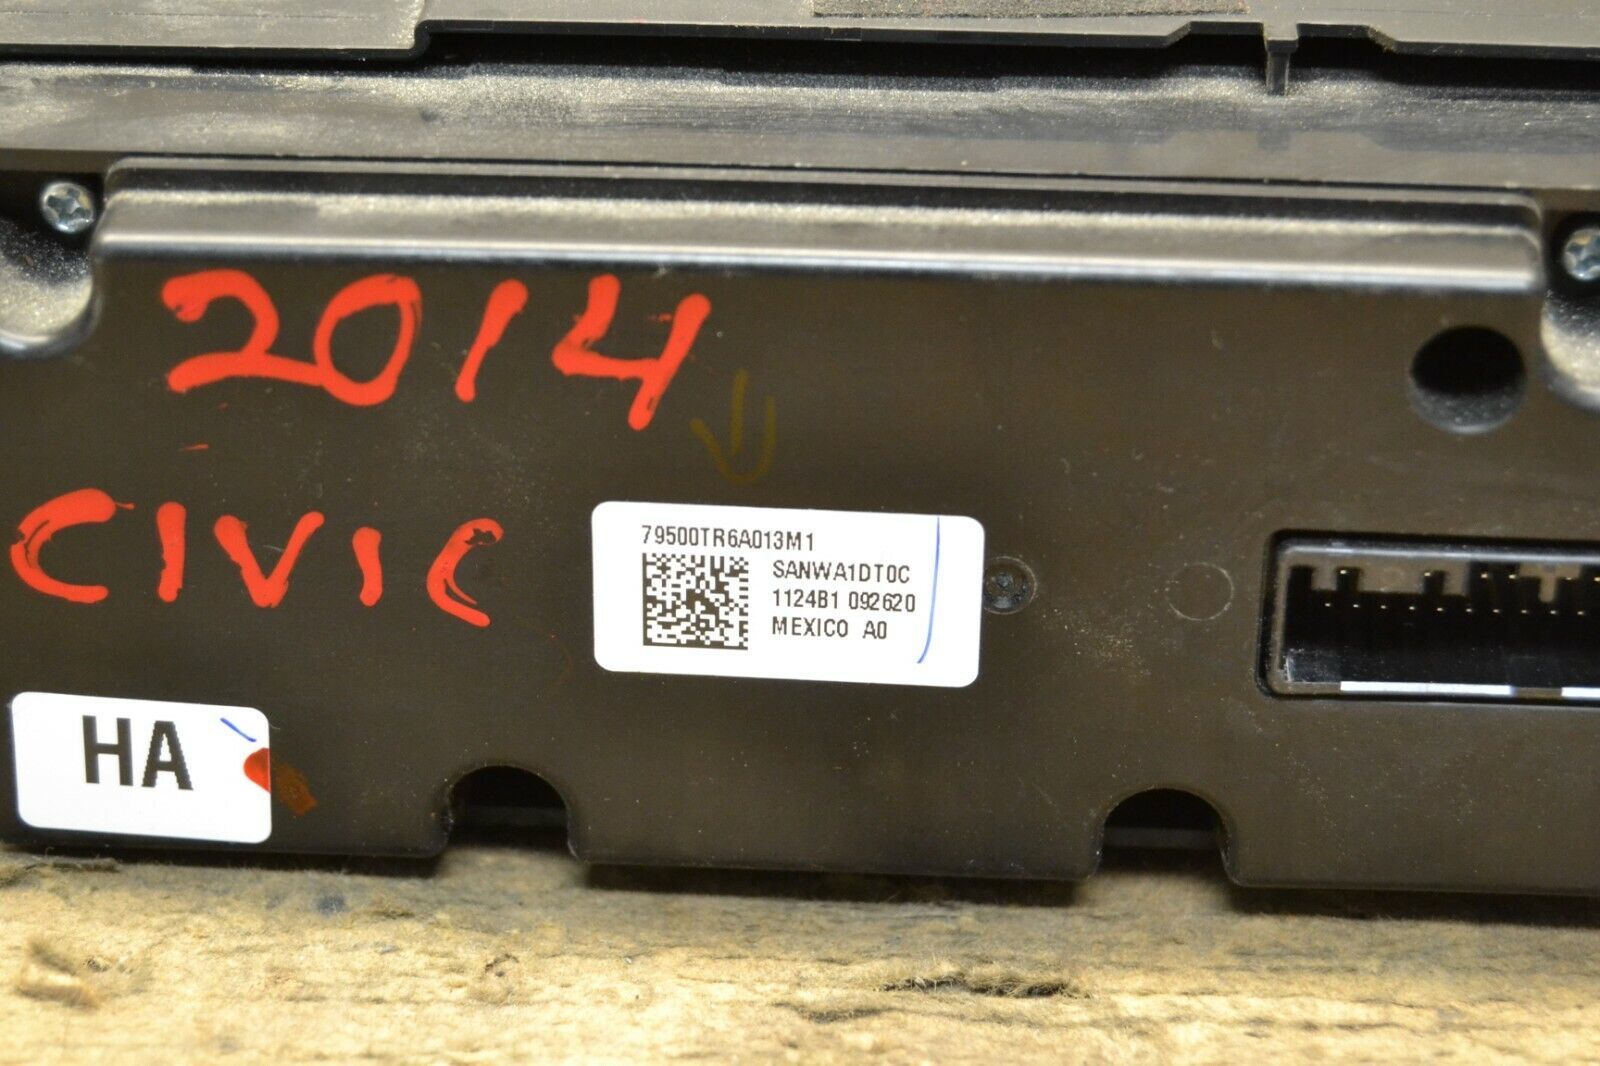 2014
CIVIC
79500TR6A013M1
SANWA1DT0C
1124B1 092620
MEXICO A0
HA